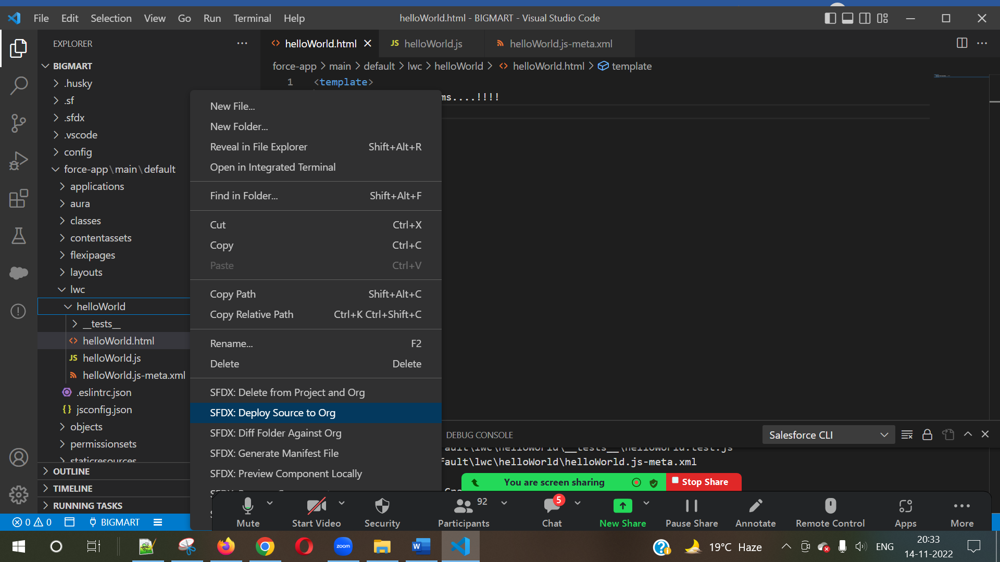 File Edit Selection View Go Run Terminal Help
helloWorld.html - BIGMART - Visual Studio Code
EXPLORER
helloWorld.html
JS helloWorld.js
helloWorld.js-meta.xml
BIGMART
force-app > main > default > lwc > helloWorld > helloWorld.html > template
.husky
1 <template>
.sf
ms....!!!!
.sfdx
.vscode
config
force-app\main\default
applications
aura
classes
contentassets
flexipages
layouts
lwc
helloWorld
__tests__
helloWorld.html
JS helloWorld.js
helloWorld.js-meta.xml
.eslintrc.json
{} jsconfig.json
objects
permissionsets
staticresources
OUTLINE
TIMELINE
RUNNING TASKS
New File...
New Folder...
Reveal in File Explorer Shift+Alt+R
Open in Integrated Terminal
Find in Folder... Shift+Alt+F
Cut Ctrl+X
Copy Ctrl+C
Paste Ctrl+V
Copy Path Shift+Alt+C
Copy Relative Path Ctrl+K Ctrl+Shift+C
Rename... F2
Delete Delete
SFDX: Delete from Project and Org
SFDX: Deploy Source to Org
SFDX: Diff Folder Against Org
SFDX: Generate Manifest File
SFDX: Preview Component Locally
DEBUG CONSOLE
Salesforce CLI
ault\lwc\helloWorld\__tests__\helloWorld.test.js
fault\lwc\helloWorld\helloWorld.js-meta.xml
You are screen sharing
Stop Share
Mute
Start Video
Security
Participants 92
Chat 5
New Share
Pause Share
Annotate
Remote Control
Apps
More
0 0 BIGMART
zoom
W
19°C Haze
ENG
20:33
14-11-2022